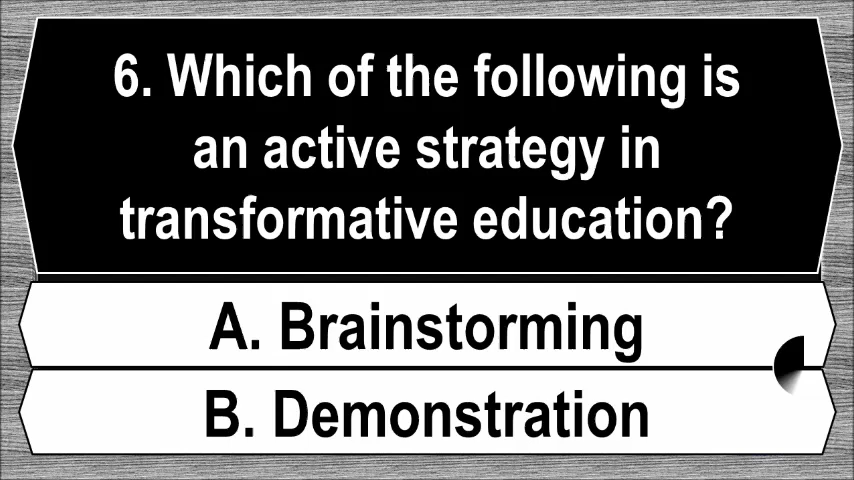 6. Which of the following is
an active strategy in
transformative education?
A. Brainstorming
B. Demonstration